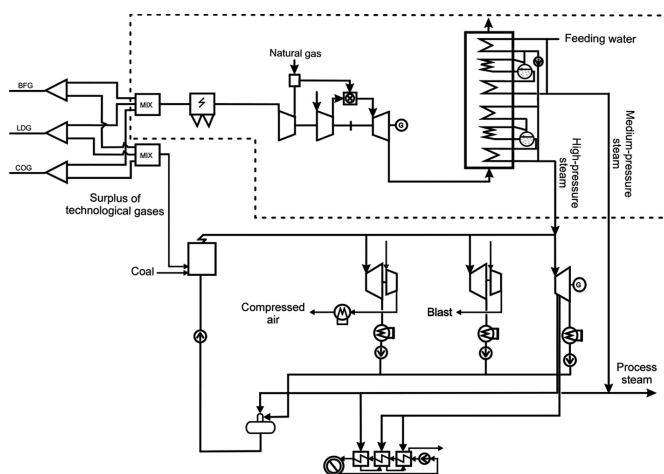 Natural gas
Feeding water
BFG
MIX
G
LDG
MIX
COG
Surplus of
technological gases
High-pressure
steam
Medium-pressure
steam
Coal
G
Compressed
air
Blast
Process
steam